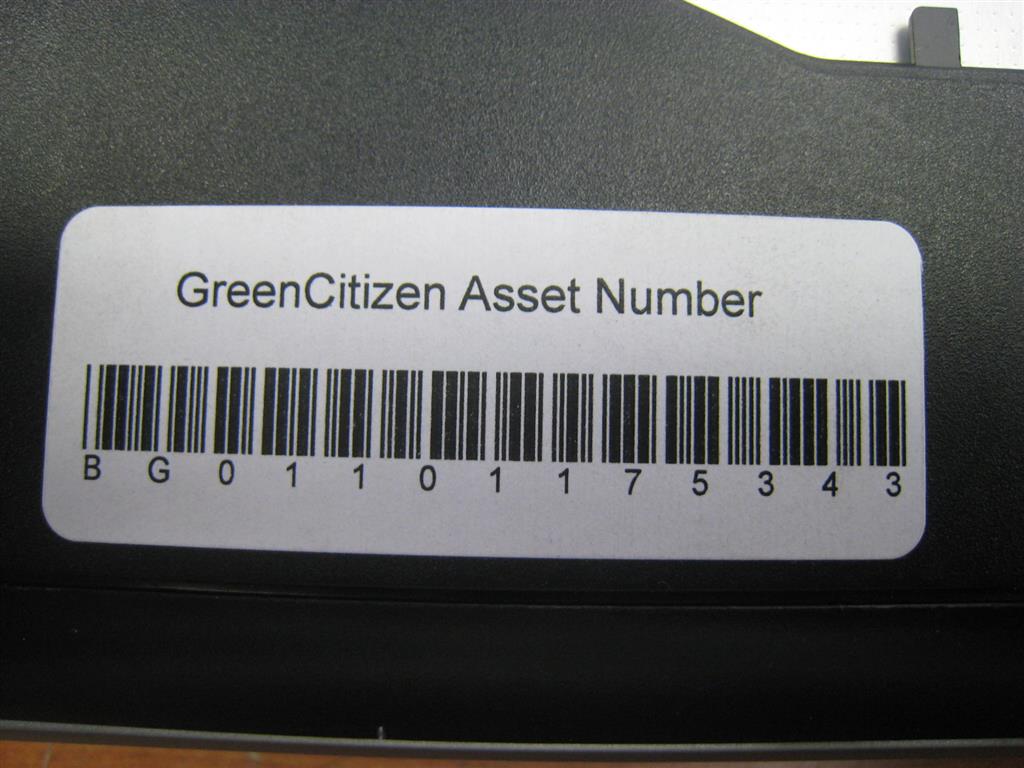 GreenCitizen Asset Number
B G 0 1 1 0 1 1 7 5 3 4 3